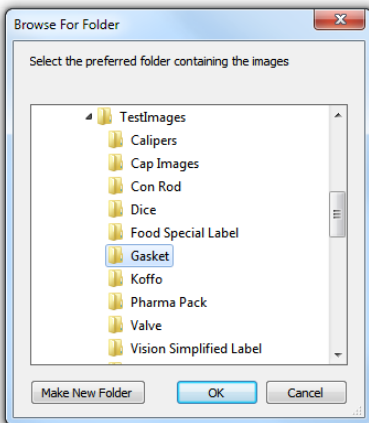 Browse For Folder
Select the preferred folder containing the images
TestImages
Calipers
Cap Images
Con Rod
Dice
Food Special Label
Gasket
Koffo
Pharma Pack
Valve
Vision Simplified Label
Make New Folder
OK
Cancel